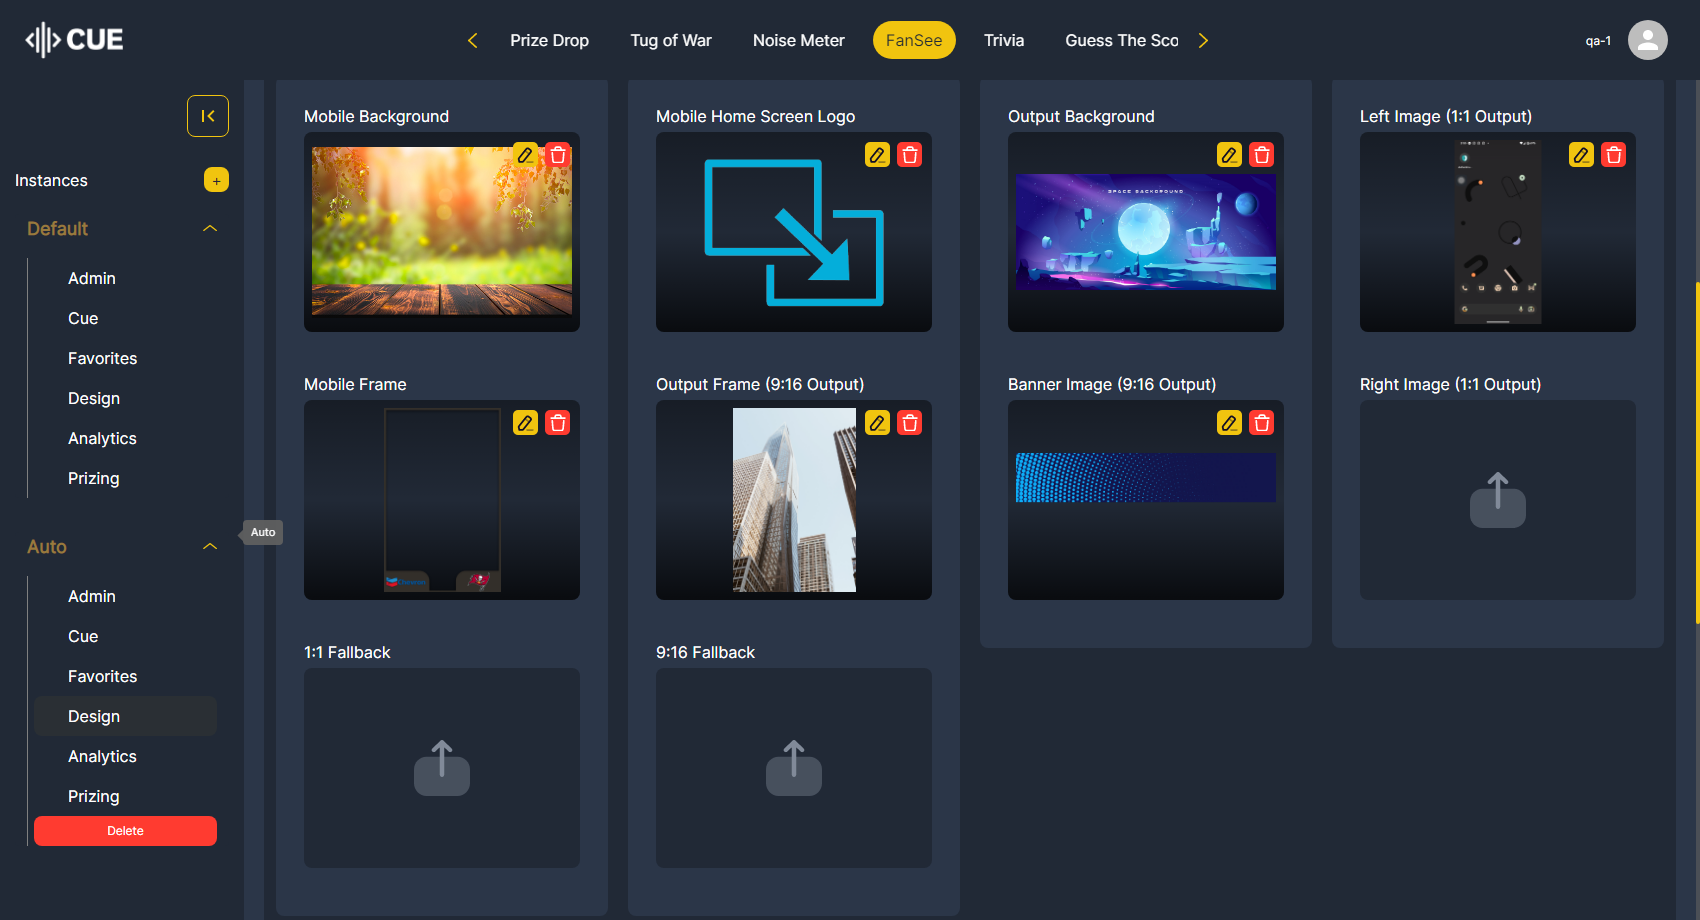 CUE
Prize Drop
Tug of War
Noise Meter
FanSee
Trivia
Guess The Sco
qa-1
Instances
+
Default
Admin
Cue
Favorites
Design
Analytics
Prizing
Auto
Auto
Admin
Cue
Favorites
Design
Analytics
Prizing
Delete
Mobile Background
Mobile Home Screen Logo
Output Background
SPACE BACKGROUND
Left Image (1:1 Output)
Mobile Frame
Output Frame (9:16 Output)
Banner Image (9:16 Output)
Right Image (1:1 Output)
1:1 Fallback
9:16 Fallback